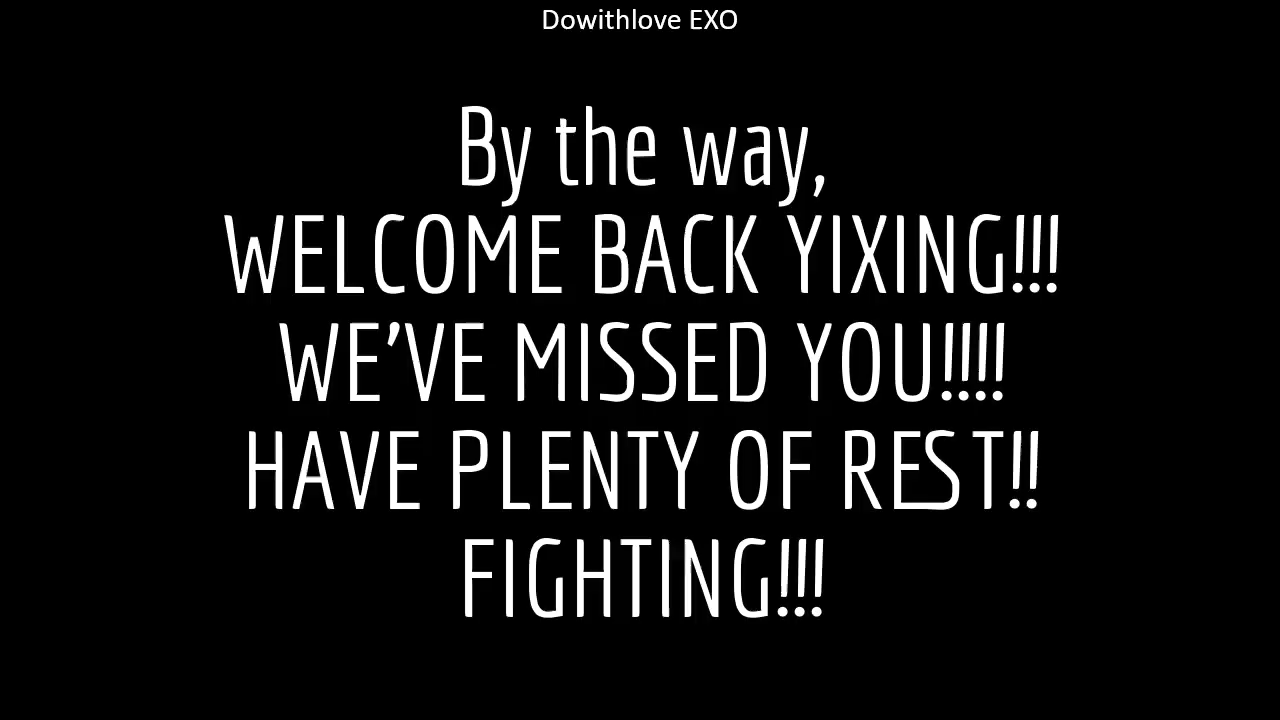 Dowithlove EXO
By the way,
WELCOME BACK YIXING!!!
WE'VE MISSED YOU!!!!
HAVE PLENTY OF REST!!
FIGHTING!!!